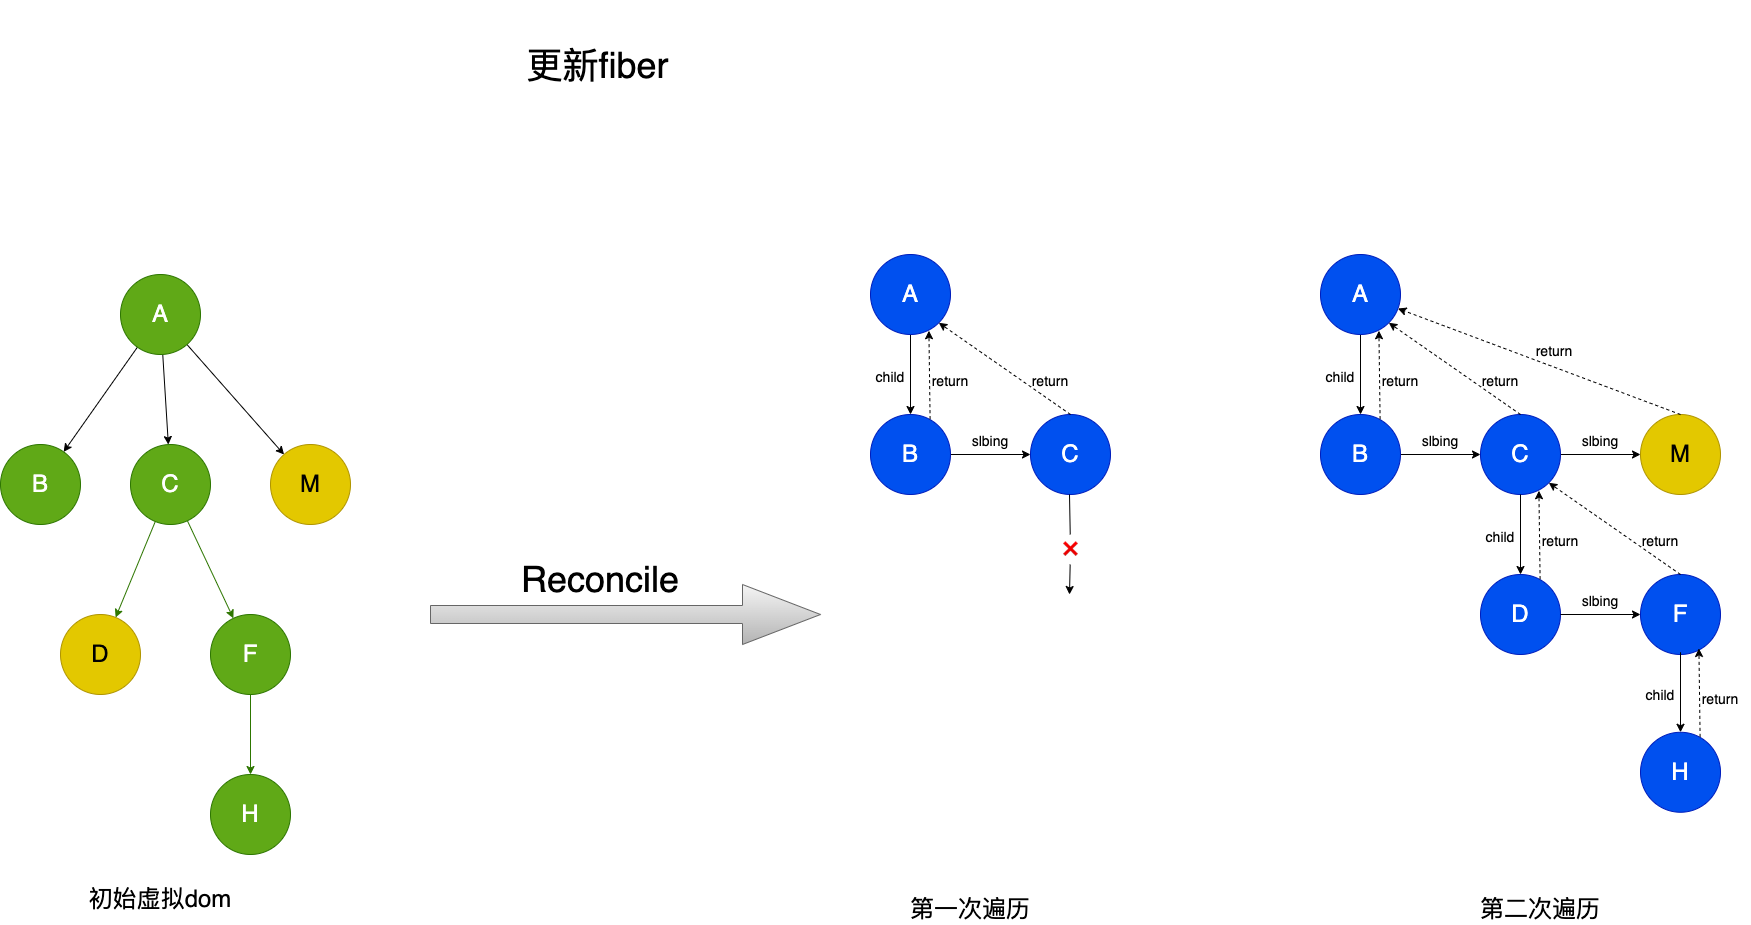 更新fiber
A
B
C
M
D
F
H
初始虚拟dom
Reconcile
A
child
return
return
B
slbing
C
第一次遍历
A
return
child
return
return
B
slbing
C
slbing
M
child
return
return
D
slbing
F
child
return
H
第二次遍历